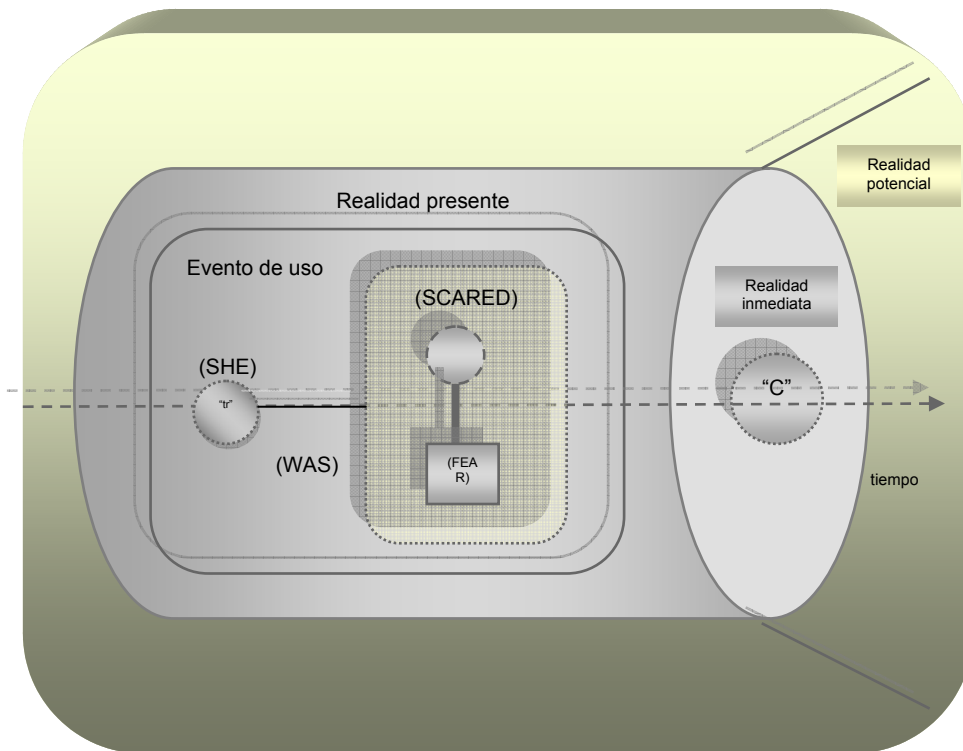 Realidad
potencial
Realidad presente
Evento de uso
Realidad
inmediata
(SCARED)
(SHE)
"tr"
"C"
(WAS)
(FEA
R)
tiempo